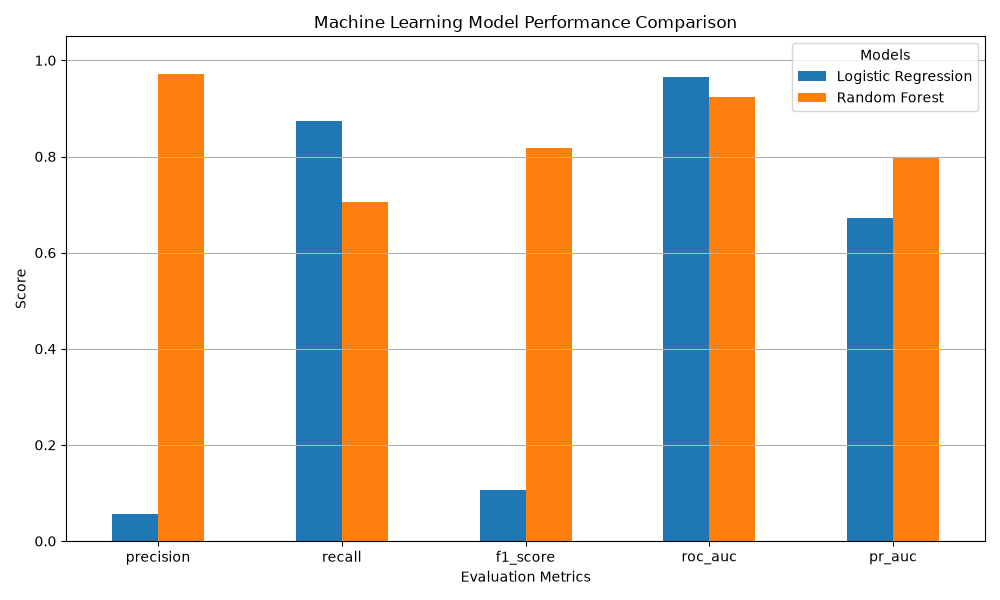 Machine Learning Model Performance Comparison
Models
Logistic Regression
Random Forest
1.0
0.8
0.6
0.4
0.2
0.0
Score
precision
recall
f1_score
roc_auc
pr_auc
Evaluation Metrics